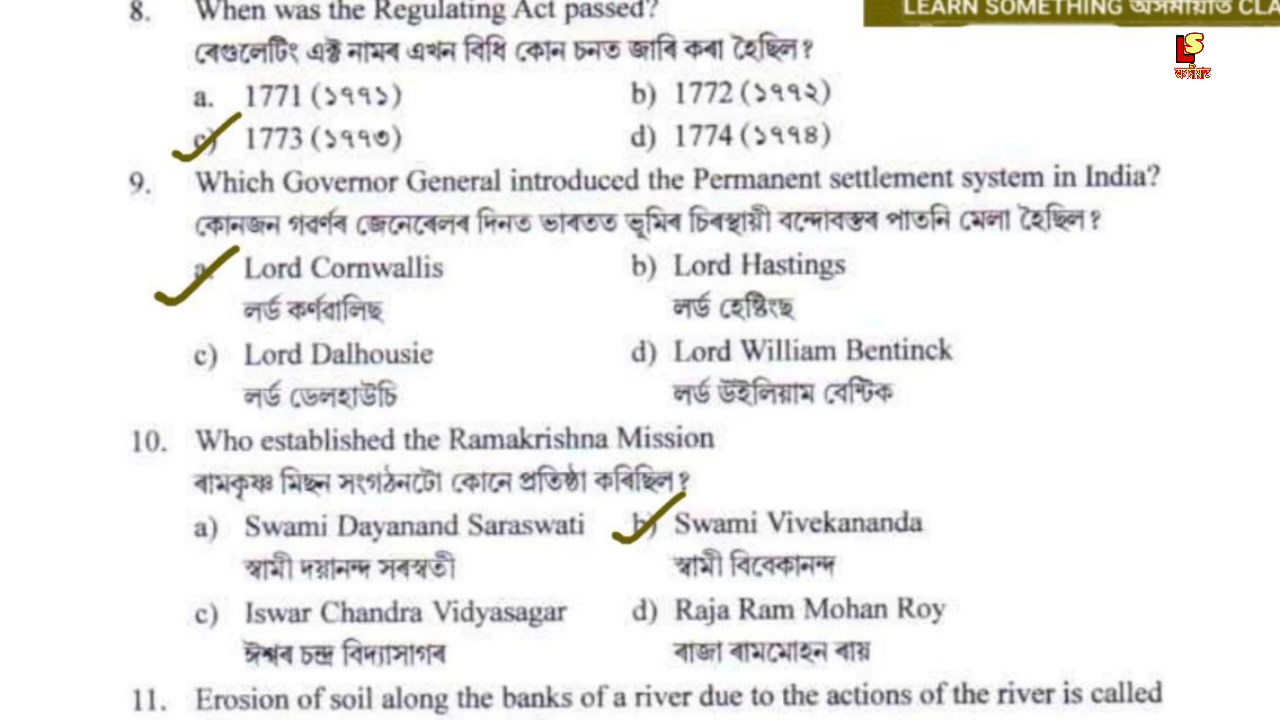 8. When was the Regulating Act passed?
LEARN SOMETHING অসমীয়াত CLA
ৰেগুলেটিং এক্ট নামৰ এখন বিধি কোন চনত জাৰি কৰা হৈছিল?
LS
a. 1771 (১৭৭১) b) 1772 (১৭৭২)
c) 1773 (১৭৭৩) d) 1774 (১৭৭৪)
9. Which Governor General introduced the Permanent settlement system in India?
কোনজন গৱৰ্ণৰ জেনেৰেলৰ দিনত ভাৰতত ভূমিৰ চিৰস্থায়ী বন্দোবস্তৰ পাতনি মেলা হৈছিল?
a. Lord Cornwallis b) Lord Hastings
লৰ্ড কৰ্ণৱালিছ লৰ্ড হেষ্টিংছ
c) Lord Dalhousie d) Lord William Bentinck
লৰ্ড ডেলহাউচি লৰ্ড উইলিয়াম বেন্টিক
10. Who established the Ramakrishna Mission
ৰামকৃষ্ণ মিছন সংগঠনটো কোনে প্ৰতিষ্ঠা কৰিছিল?
a) Swami Dayanand Saraswati b) Swami Vivekananda
স্বামী দয়ানন্দ সৰস্বতী স্বামী বিবেকানন্দ
c) Iswar Chandra Vidyasagar d) Raja Ram Mohan Roy
ঈশ্বৰ চন্দ্ৰ বিদ্যাসাগৰ ৰাজা ৰামমোহন ৰায়
11. Erosion of soil along the banks of a river due to the actions of the river is called